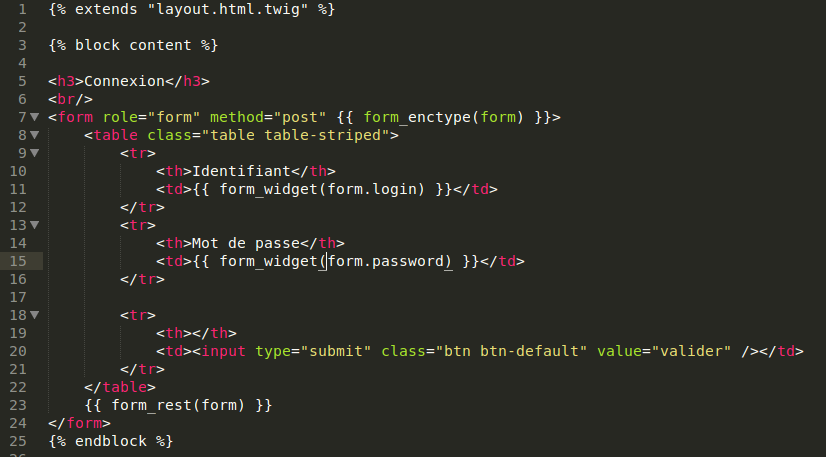 1 {% extends "layout.html.twig" %}
2
3 {% block content %}
4
5 <h3>Connexion</h3>
6 <br/>
7 <form role="form" method="post" {{ form_enctype(form) }}>
8 <table class="table table-striped">
9 <tr>
10 <th>Identifiant</th>
11 <td>{{ form_widget(form.login) }}</td>
12 </tr>
13 <tr>
14 <th>Mot de passe</th>
15 <td>{{ form_widget(form.password) }}</td>
16 </tr>
17
18 <tr>
19 <th></th>
20 <td><input type="submit" class="btn btn-default" value="valider" /></td>
21 </tr>
22 </table>
23 {{ form_rest(form) }}
24 </form>
25 {% endblock %}